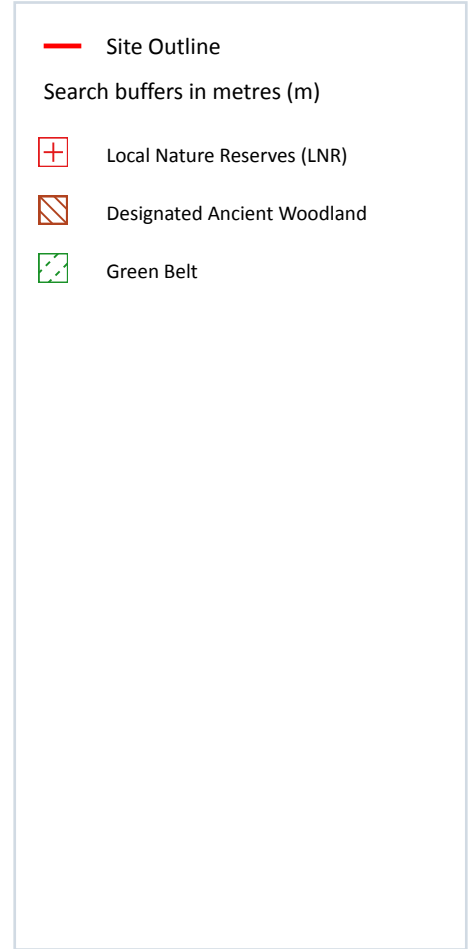 Site Outline
Search buffers in metres (m)
Local Nature Reserves (LNR)
Designated Ancient Woodland
Green Belt